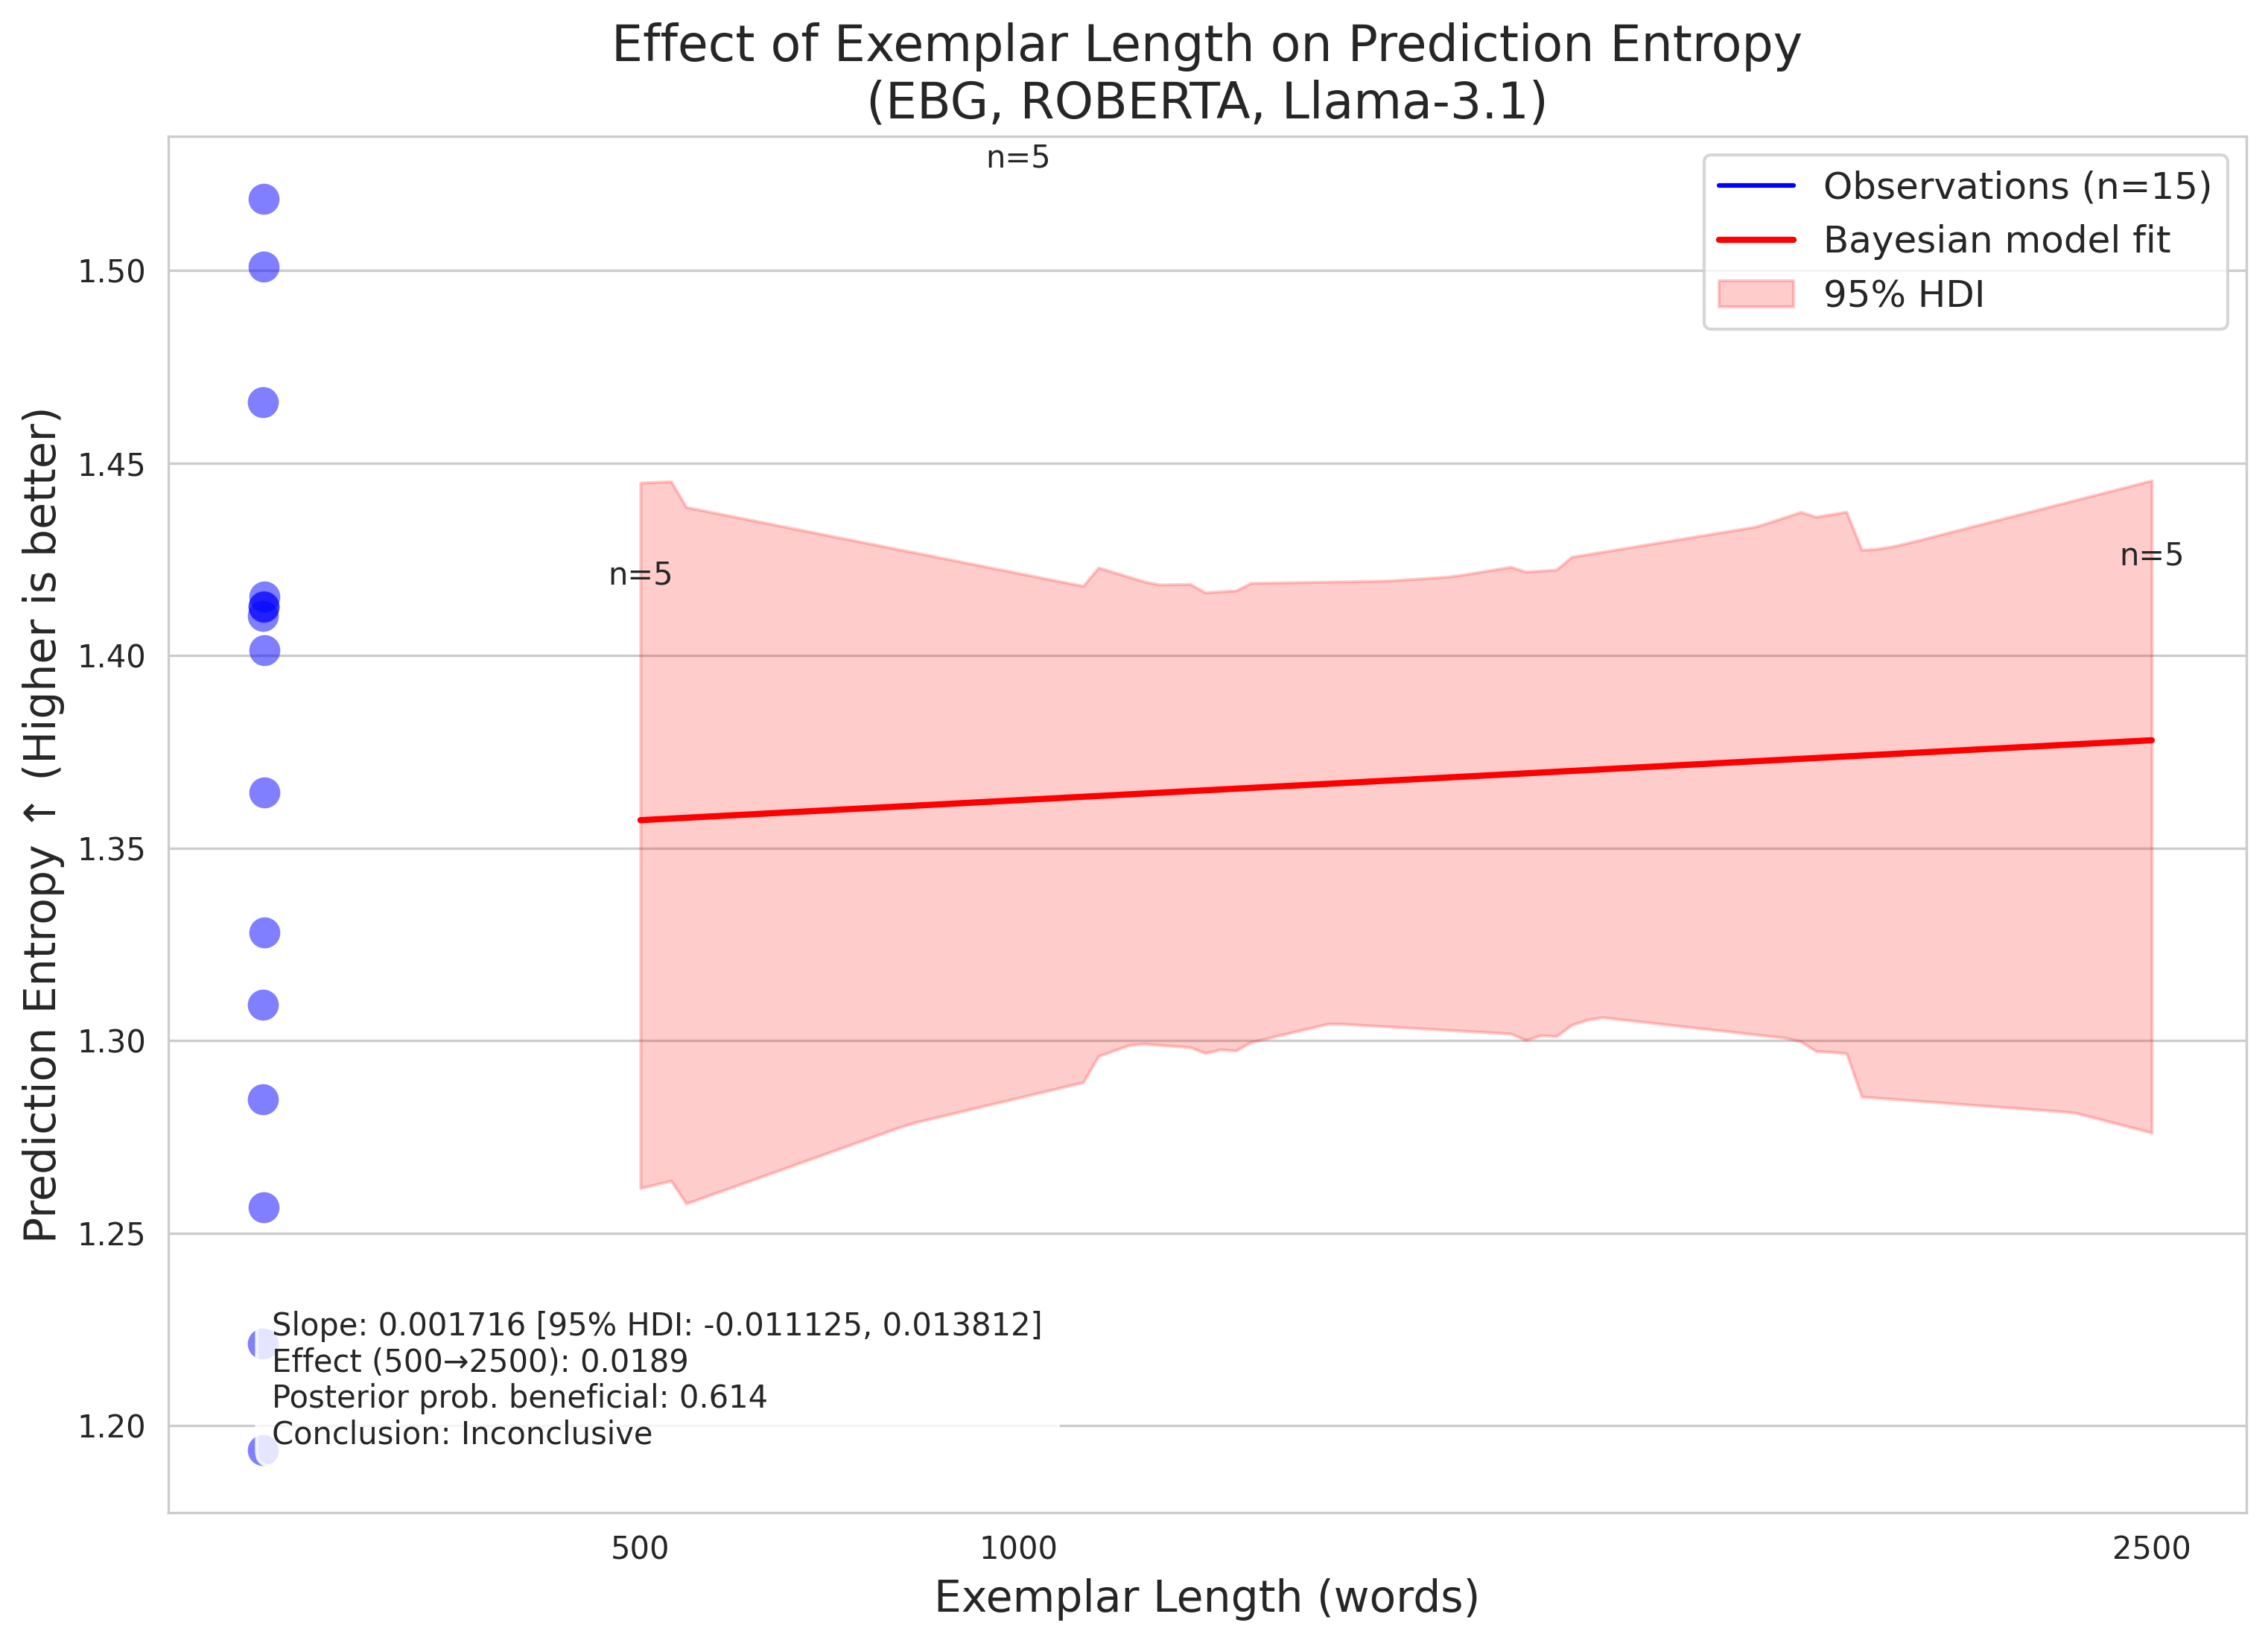 Effect of Exemplar Length on Prediction Entropy
(EBG, ROBERTA, Llama-3.1)
n=5
Observations (n=15)
Bayesian model fit
95% HDI
Prediction Entropy ↑ (Higher is better)
1.50
1.45
1.40
1.35
1.30
1.25
1.20
n=5
n=5
Slope: 0.001716 [95% HDI: -0.011125, 0.013812]
Effect (500→2500): 0.0189
Posterior prob. beneficial: 0.614
Conclusion: Inconclusive
500
1000
2500
Exemplar Length (words)